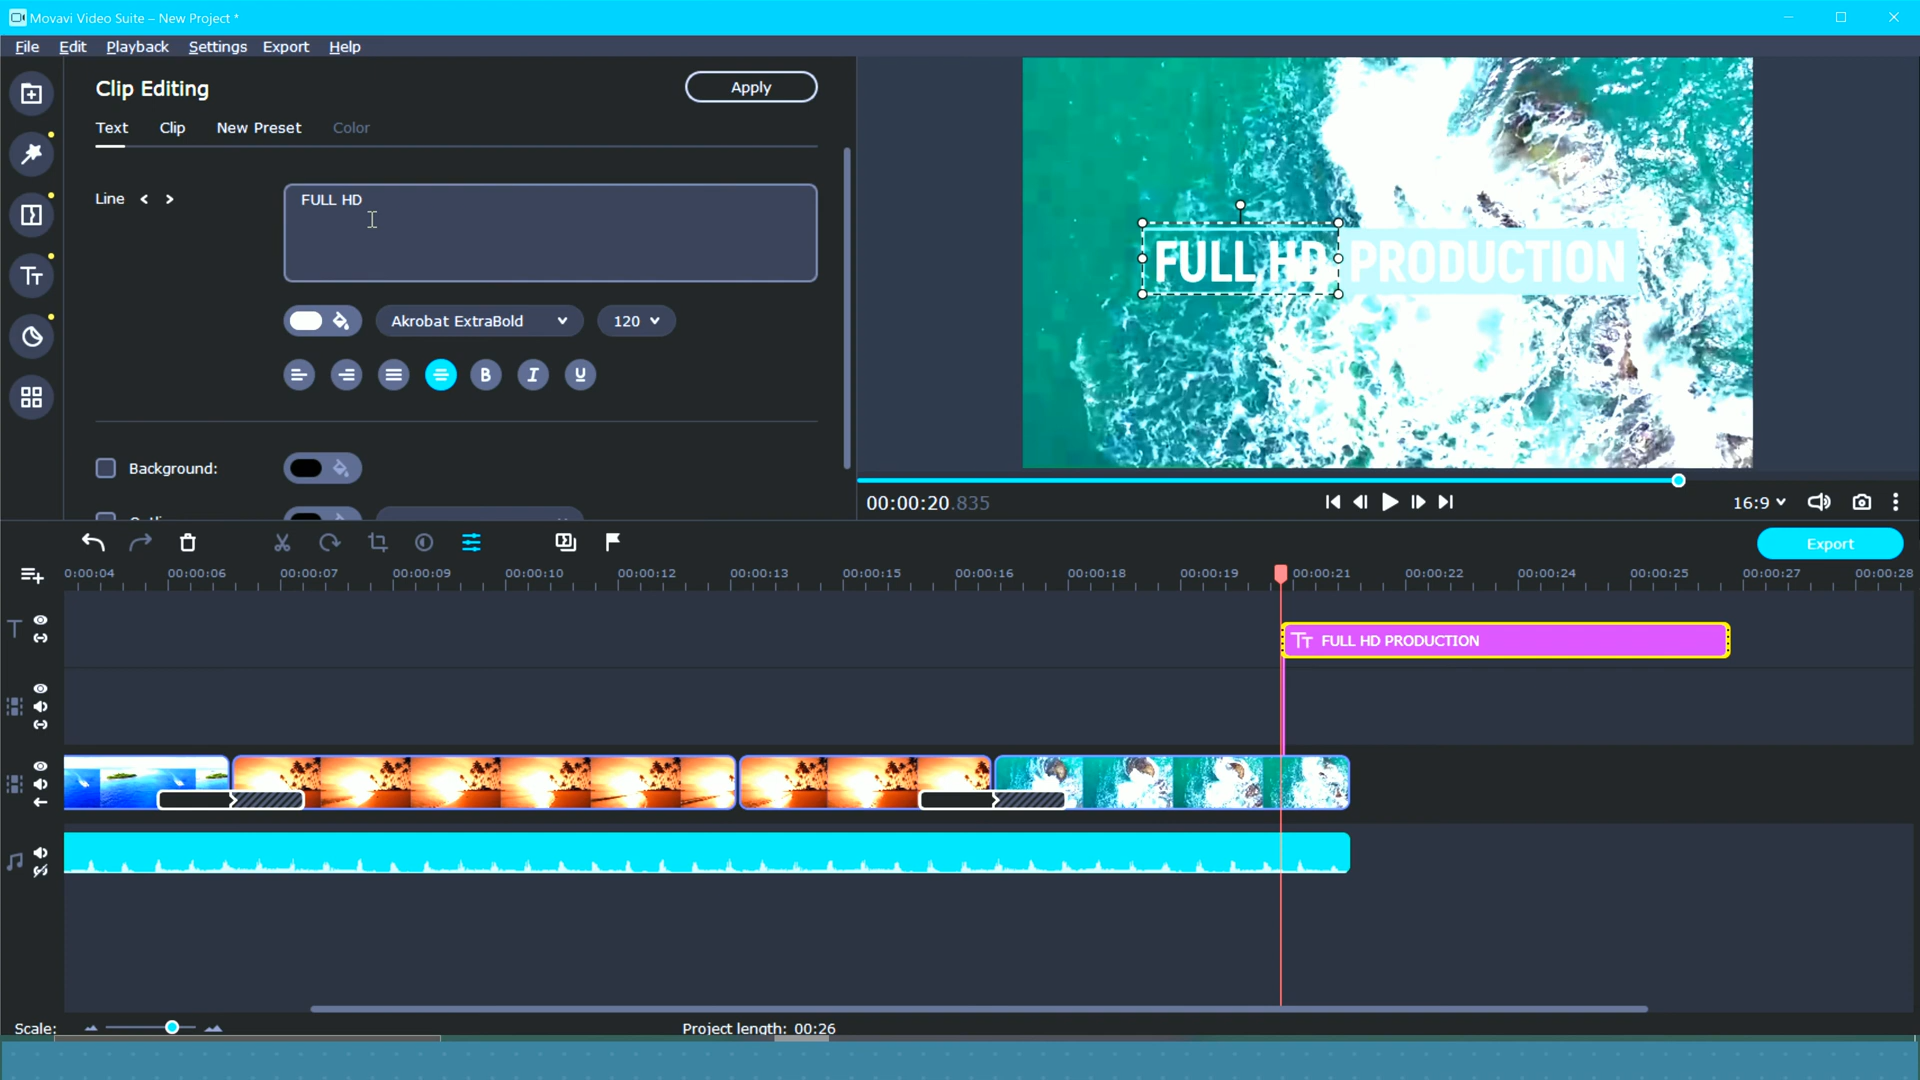 Movavi Video Suite – New Project *
File Edit Playback Settings Export Help
Clip Editing
Apply
Text Clip New Preset Color
Line < >
FULL HD
Akrobat ExtraBold
120
B I U
Background:
FULL HD PRODUCTION
00:00:20.835
16:9
Export
0:00:04 00:00:06 00:00:07 00:00:09 00:00:10 00:00:12 00:00:13 00:00:15 00:00:16 00:00:18 00:00:19 00:00:21 00:00:22 00:00:24 00:00:25 00:00:27 00:00:28
FULL HD PRODUCTION
Scale:
Project length: 00:26